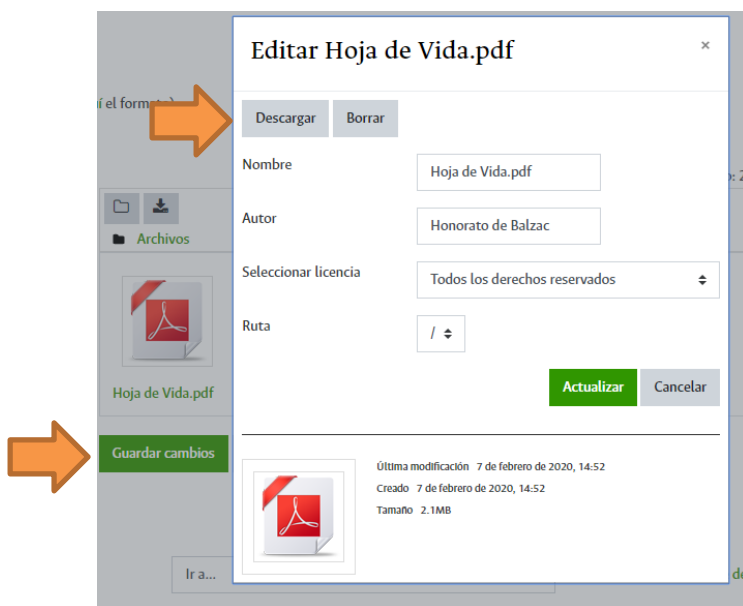 Editar Hoja de Vida.pdf
×
í el formato)
Descargar Borrar
Nombre Hoja de Vida.pdf
Autor Honorato de Balzac
Archivos
Seleccionar licencia Todos los derechos reservados
Ruta /
Hoja de Vida.pdf
Actualizar Cancelar
Guardar cambios
Última modificación 7 de febrero de 2020, 14:52
Creado 7 de febrero de 2020, 14:52
Tamaño 2.1MB
Ir a...